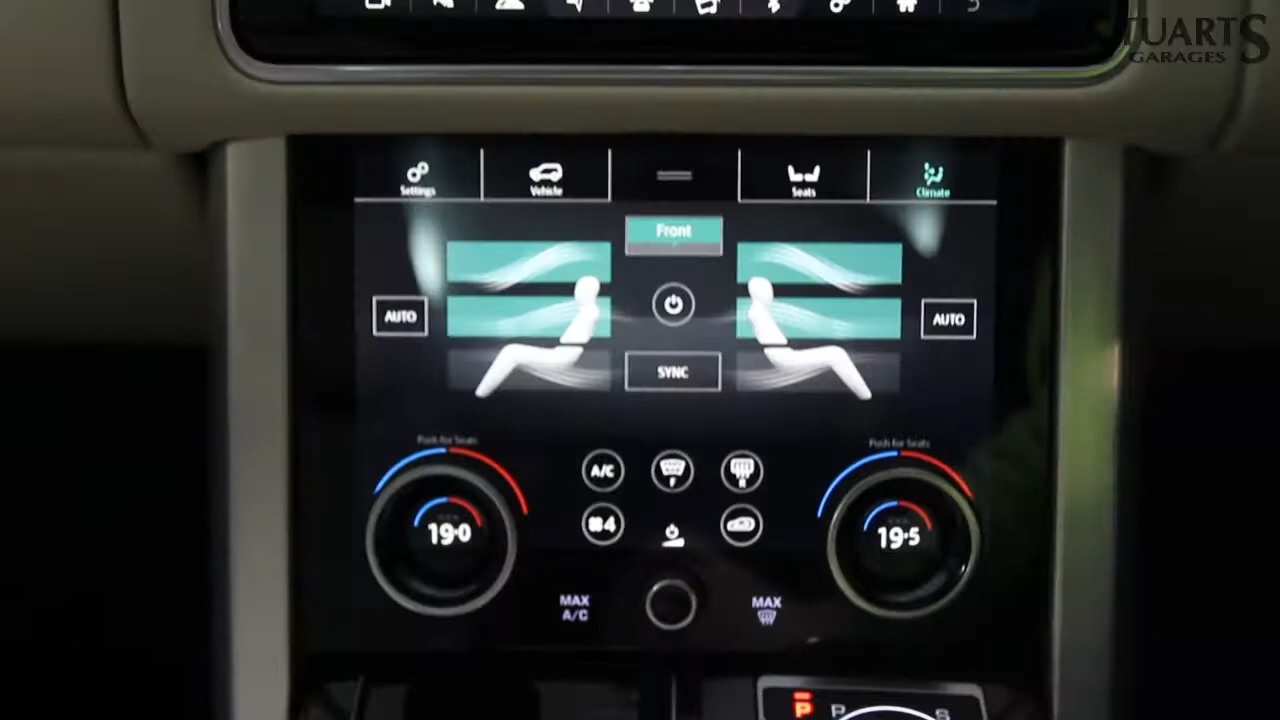 STUARTS
GARAGES
Settings
Vehicle
Seats
Climate
Front
AUTO
AUTO
SYNC
Push for Seats
Push for Seats
A/C
F
R
4
19.0
19.5
MAX
A/C
MAX
P
P
S